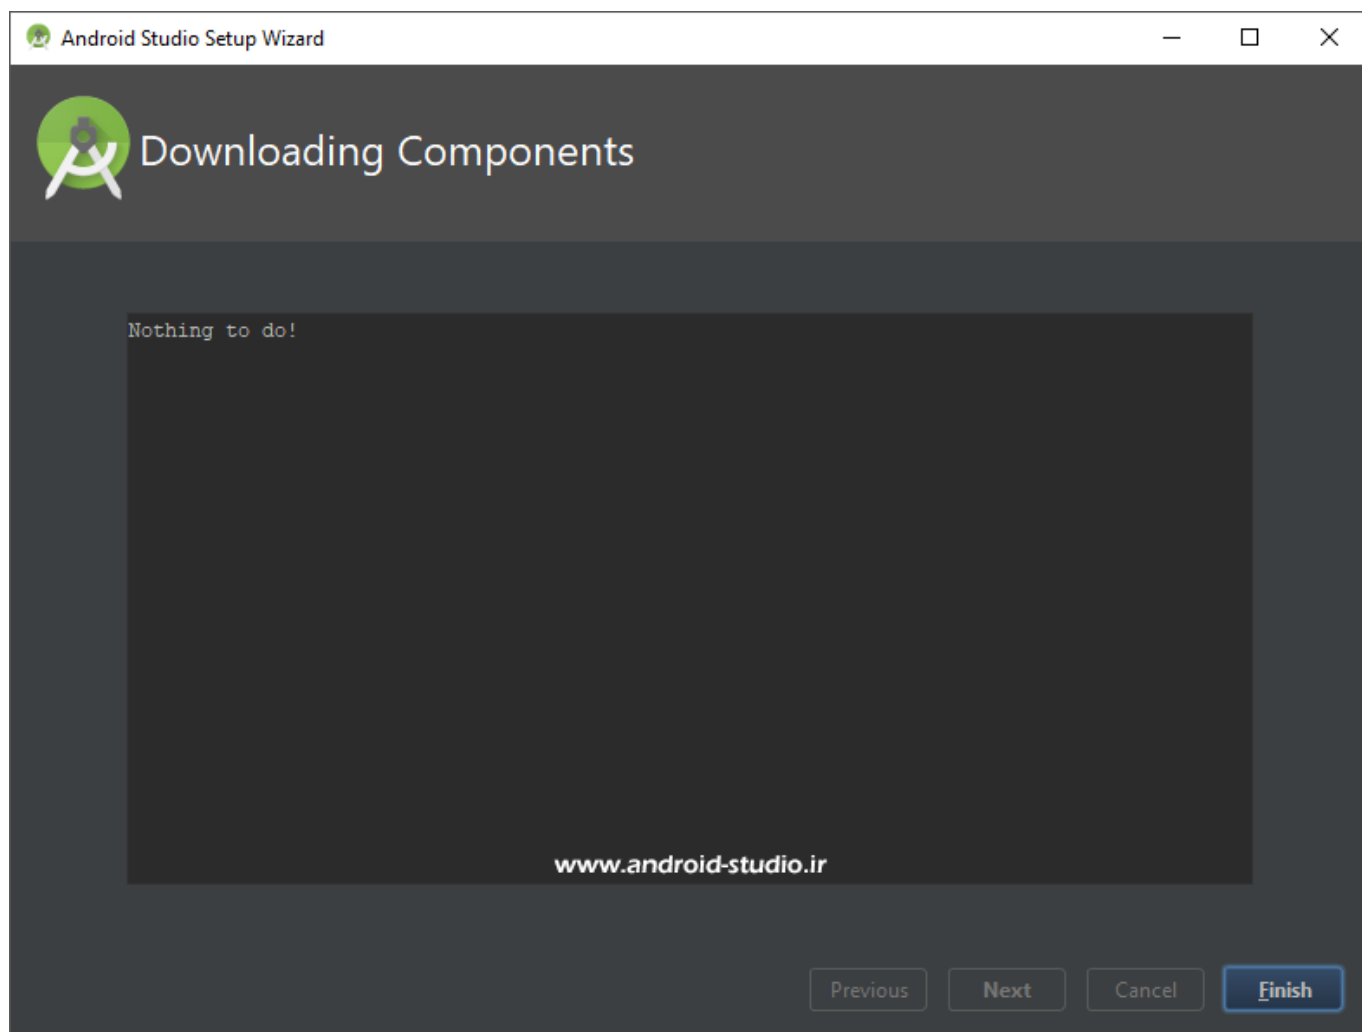 Android Studio Setup Wizard
Downloading Components
Nothing to do!
www.android-studio.ir
Previous Next Cancel Finish